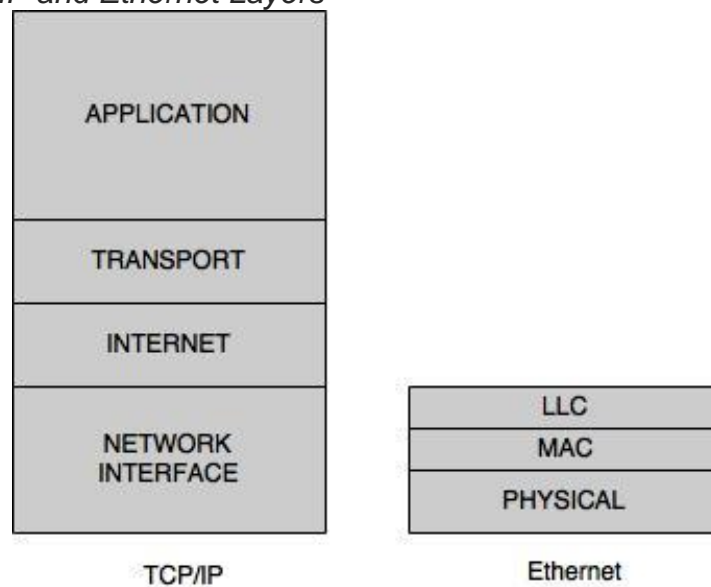 and Ethernet Layers
APPLICATION
TRANSPORT
INTERNET
NETWORK
INTERFACE
TCP/IP
LLC
MAC
PHYSICAL
Ethernet